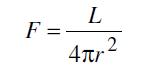 F = L / 4πr²